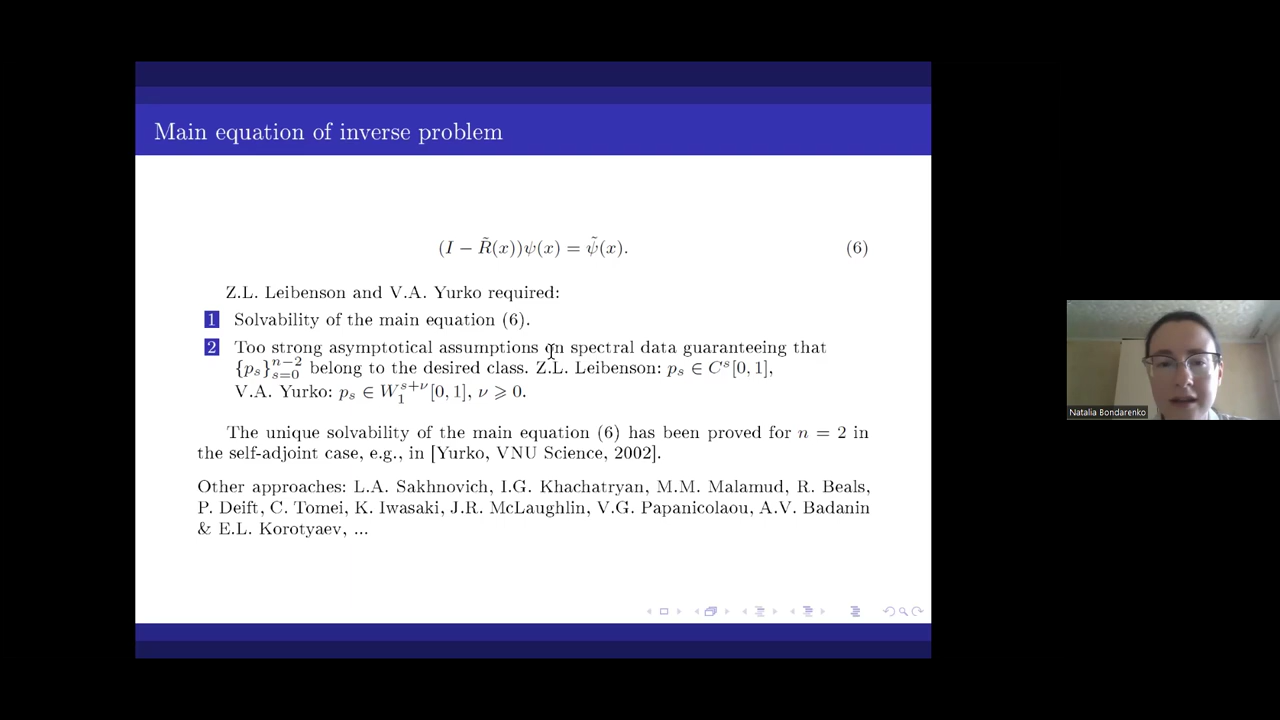 Main equation of inverse problem
(I − R̃(x))ψ(x) = ψ̃(x). (6)
Z.L. Leibenson and V.A. Yurko required:
1 Solvability of the main equation (6).
2 Too strong asymptotical assumptions on spectral data guaranteeing that
{p_s}_{s=0}^{n−2} belong to the desired class. Z.L. Leibenson: p_s ∈ C^s[0, 1],
V.A. Yurko: p_s ∈ W_1^{s+ν}[0, 1], ν ⩾ 0.
The unique solvability of the main equation (6) has been proved for n = 2 in
the self-adjoint case, e.g., in [Yurko, VNU Science, 2002].
Other approaches: L.A. Sakhnovich, I.G. Khachatryan, M.M. Malamud, R. Beals,
P. Deift, C. Tomei, K. Iwasaki, J.R. McLaughlin, V.G. Papanicolaou, A.V. Badanin
& E.L. Korotyaev, ...
Natalia Bondarenko